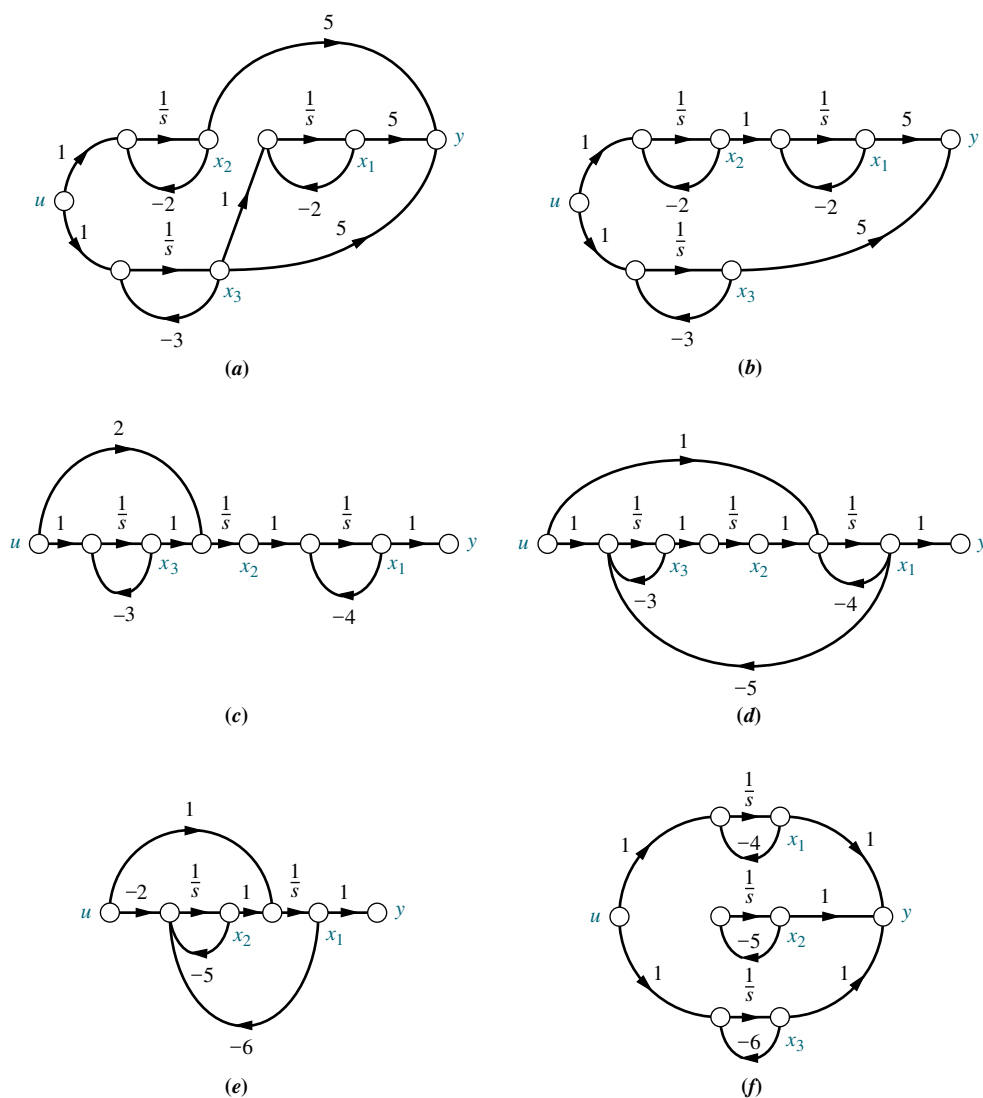 5
1/s
1/s
5
y
1
x₂
x₁
−2
1
−2
u
1
1/s
5
x₃
−3
(a)
1/s
1
1/s
5
y
1
x₂
x₁
−2
−2
u
1
1/s
5
x₃
−3
(b)
2
u
1
1/s
1
1/s
1
1/s
1
y
x₃
x₂
x₁
−3
−4
(c)
1
u
1
1/s
1
1/s
1
1/s
1
y
x₃
x₂
x₁
−3
−4
−5
(d)
1
u
−2
1/s
1
1/s
1
y
x₂
x₁
−5
−6
(e)
1/s
1
−4
x₁
1
1/s
u
1
y
−5
x₂
1
1/s
1
−6
x₃
(f)